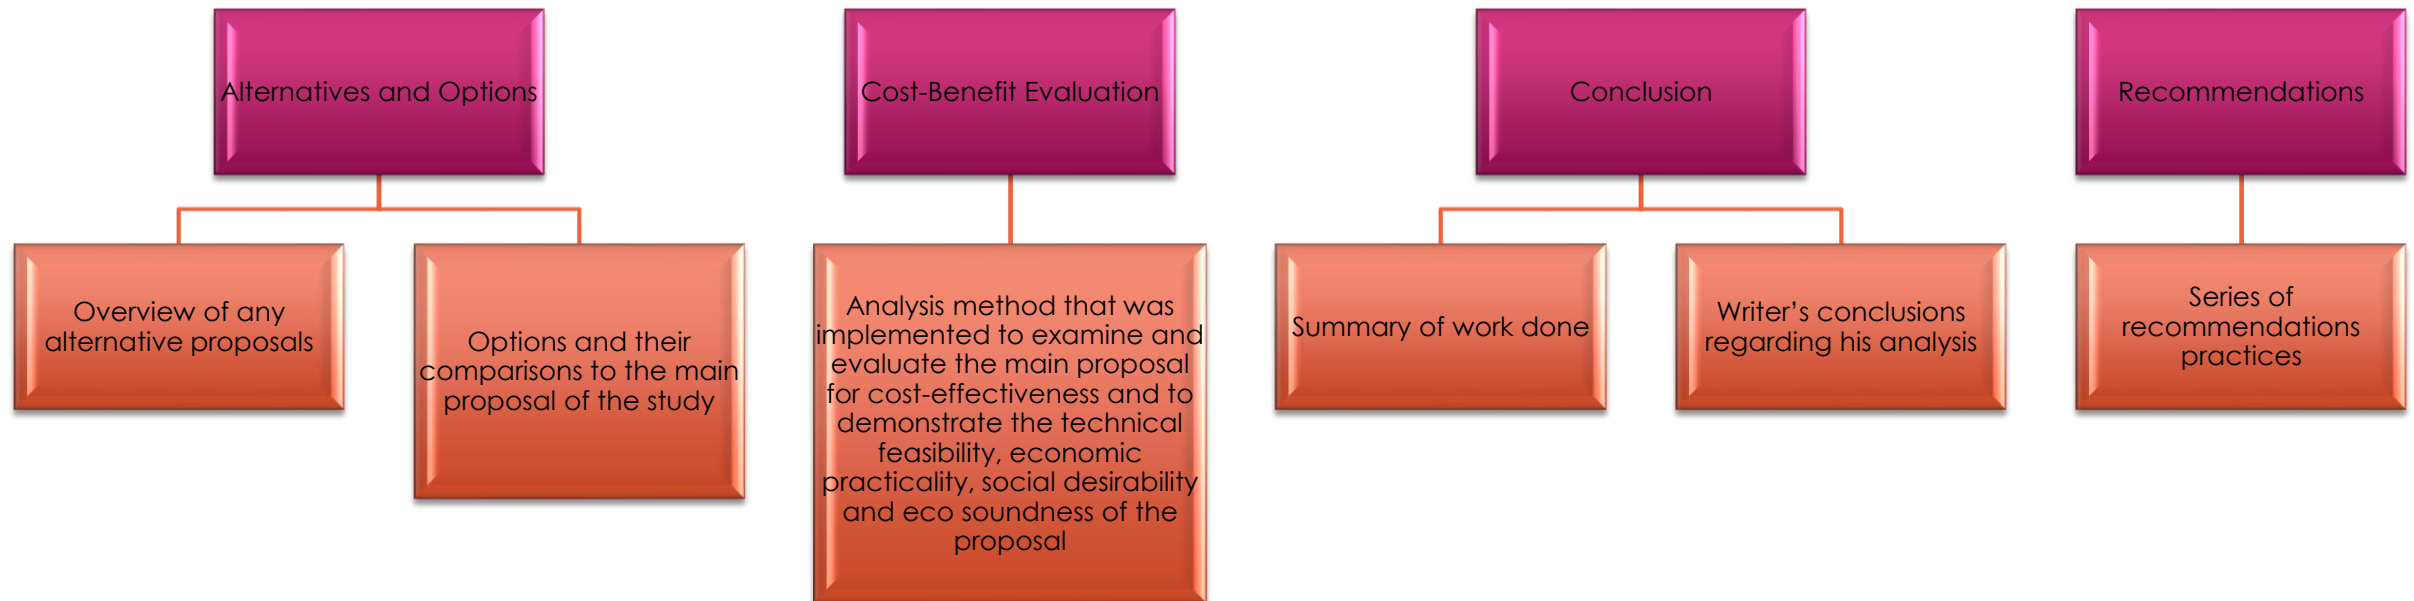 Alternatives and Options
Cost-Benefit Evaluation
Conclusion
Recommendations
Overview of any
alternative proposals
Options and their
comparisons to the main
proposal of the study
Analysis method that was
implemented to examine and
evaluate the main proposal
for cost-effectiveness and to
demonstrate the technical
feasibility, economic
practicality, social desirability
and eco soundness of the
proposal
Summary of work done
Writer’s conclusions
regarding his analysis
Series of
recommendations
practices